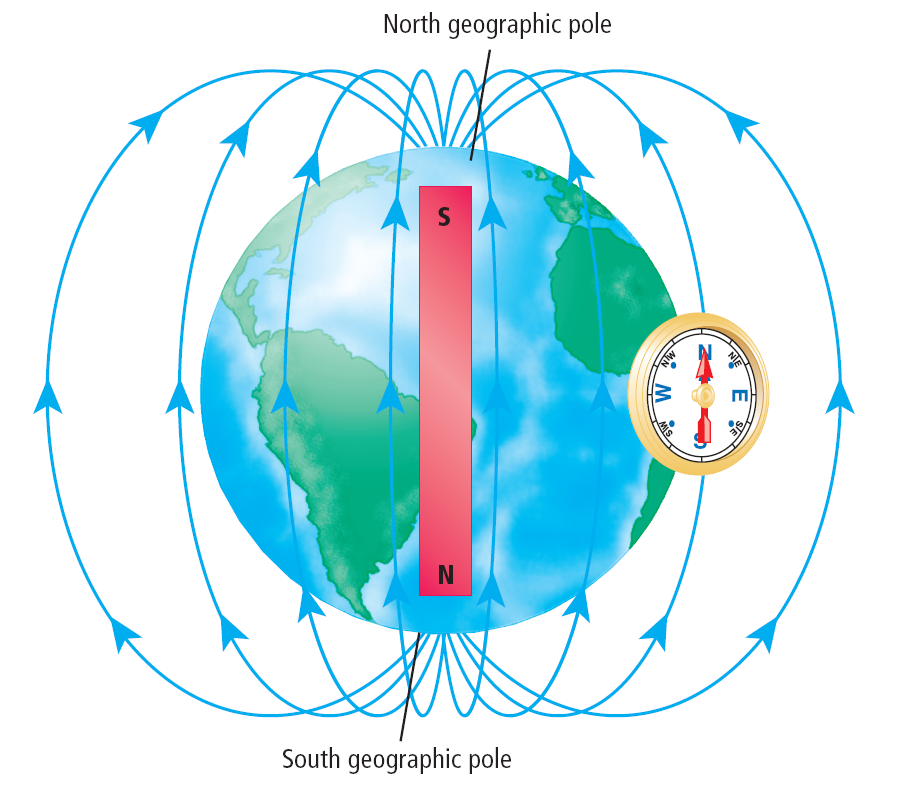 North geographic pole
S
N
NW
NE
W
E
SW
SE
S
N
South geographic pole